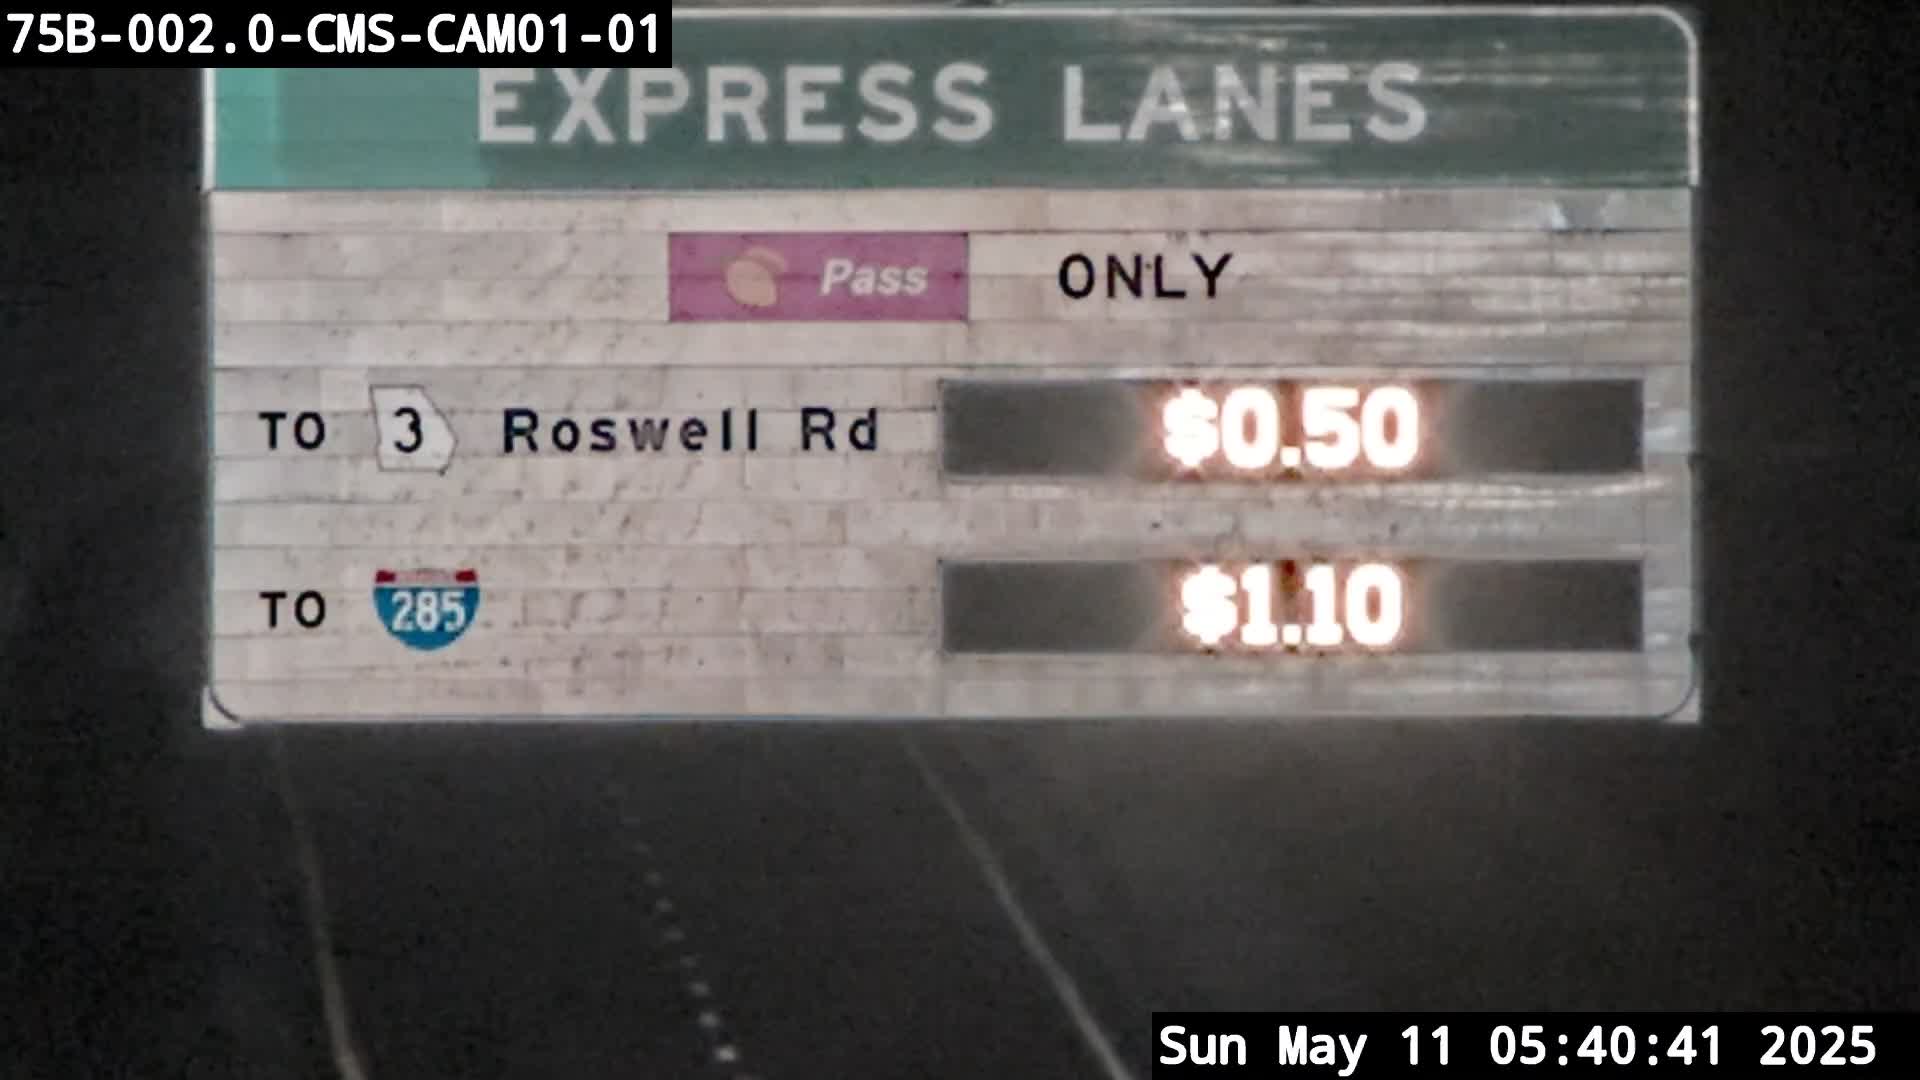 75B-002.0-CMS-CAM01-01
EXPRESS LANES
Pass ONLY
TO 3 Roswell Rd $0.50
TO 285 $1.10
Sun May 11 05:40:41 2025